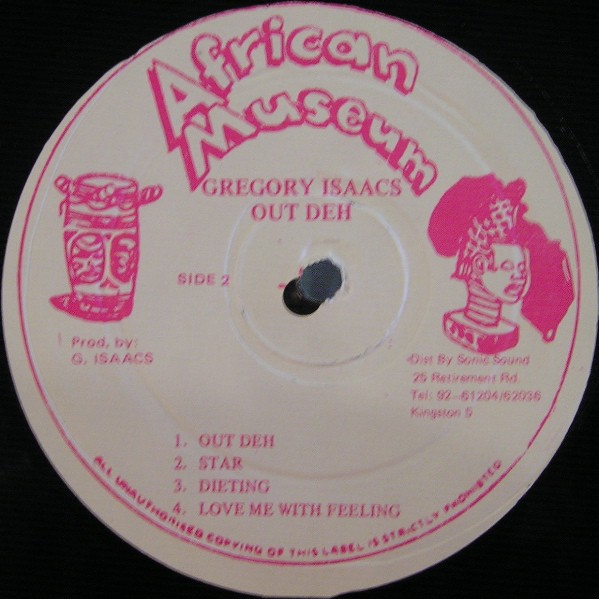 African
Museum
GREGORY ISAACS
OUT DEH
SIDE 2
Prod, by:
G. ISAACS
Dist By Sonic Sound
25 Retirement Rd.
Tel: 92-61204/62036
Kingston 5
1. OUT DEH
2. STAR
3. DIETING
4. LOVE ME WITH FEELING
ALL UNAUTHORISED COPYING OF THIS LABEL IS STRICTLY PROHIBITED